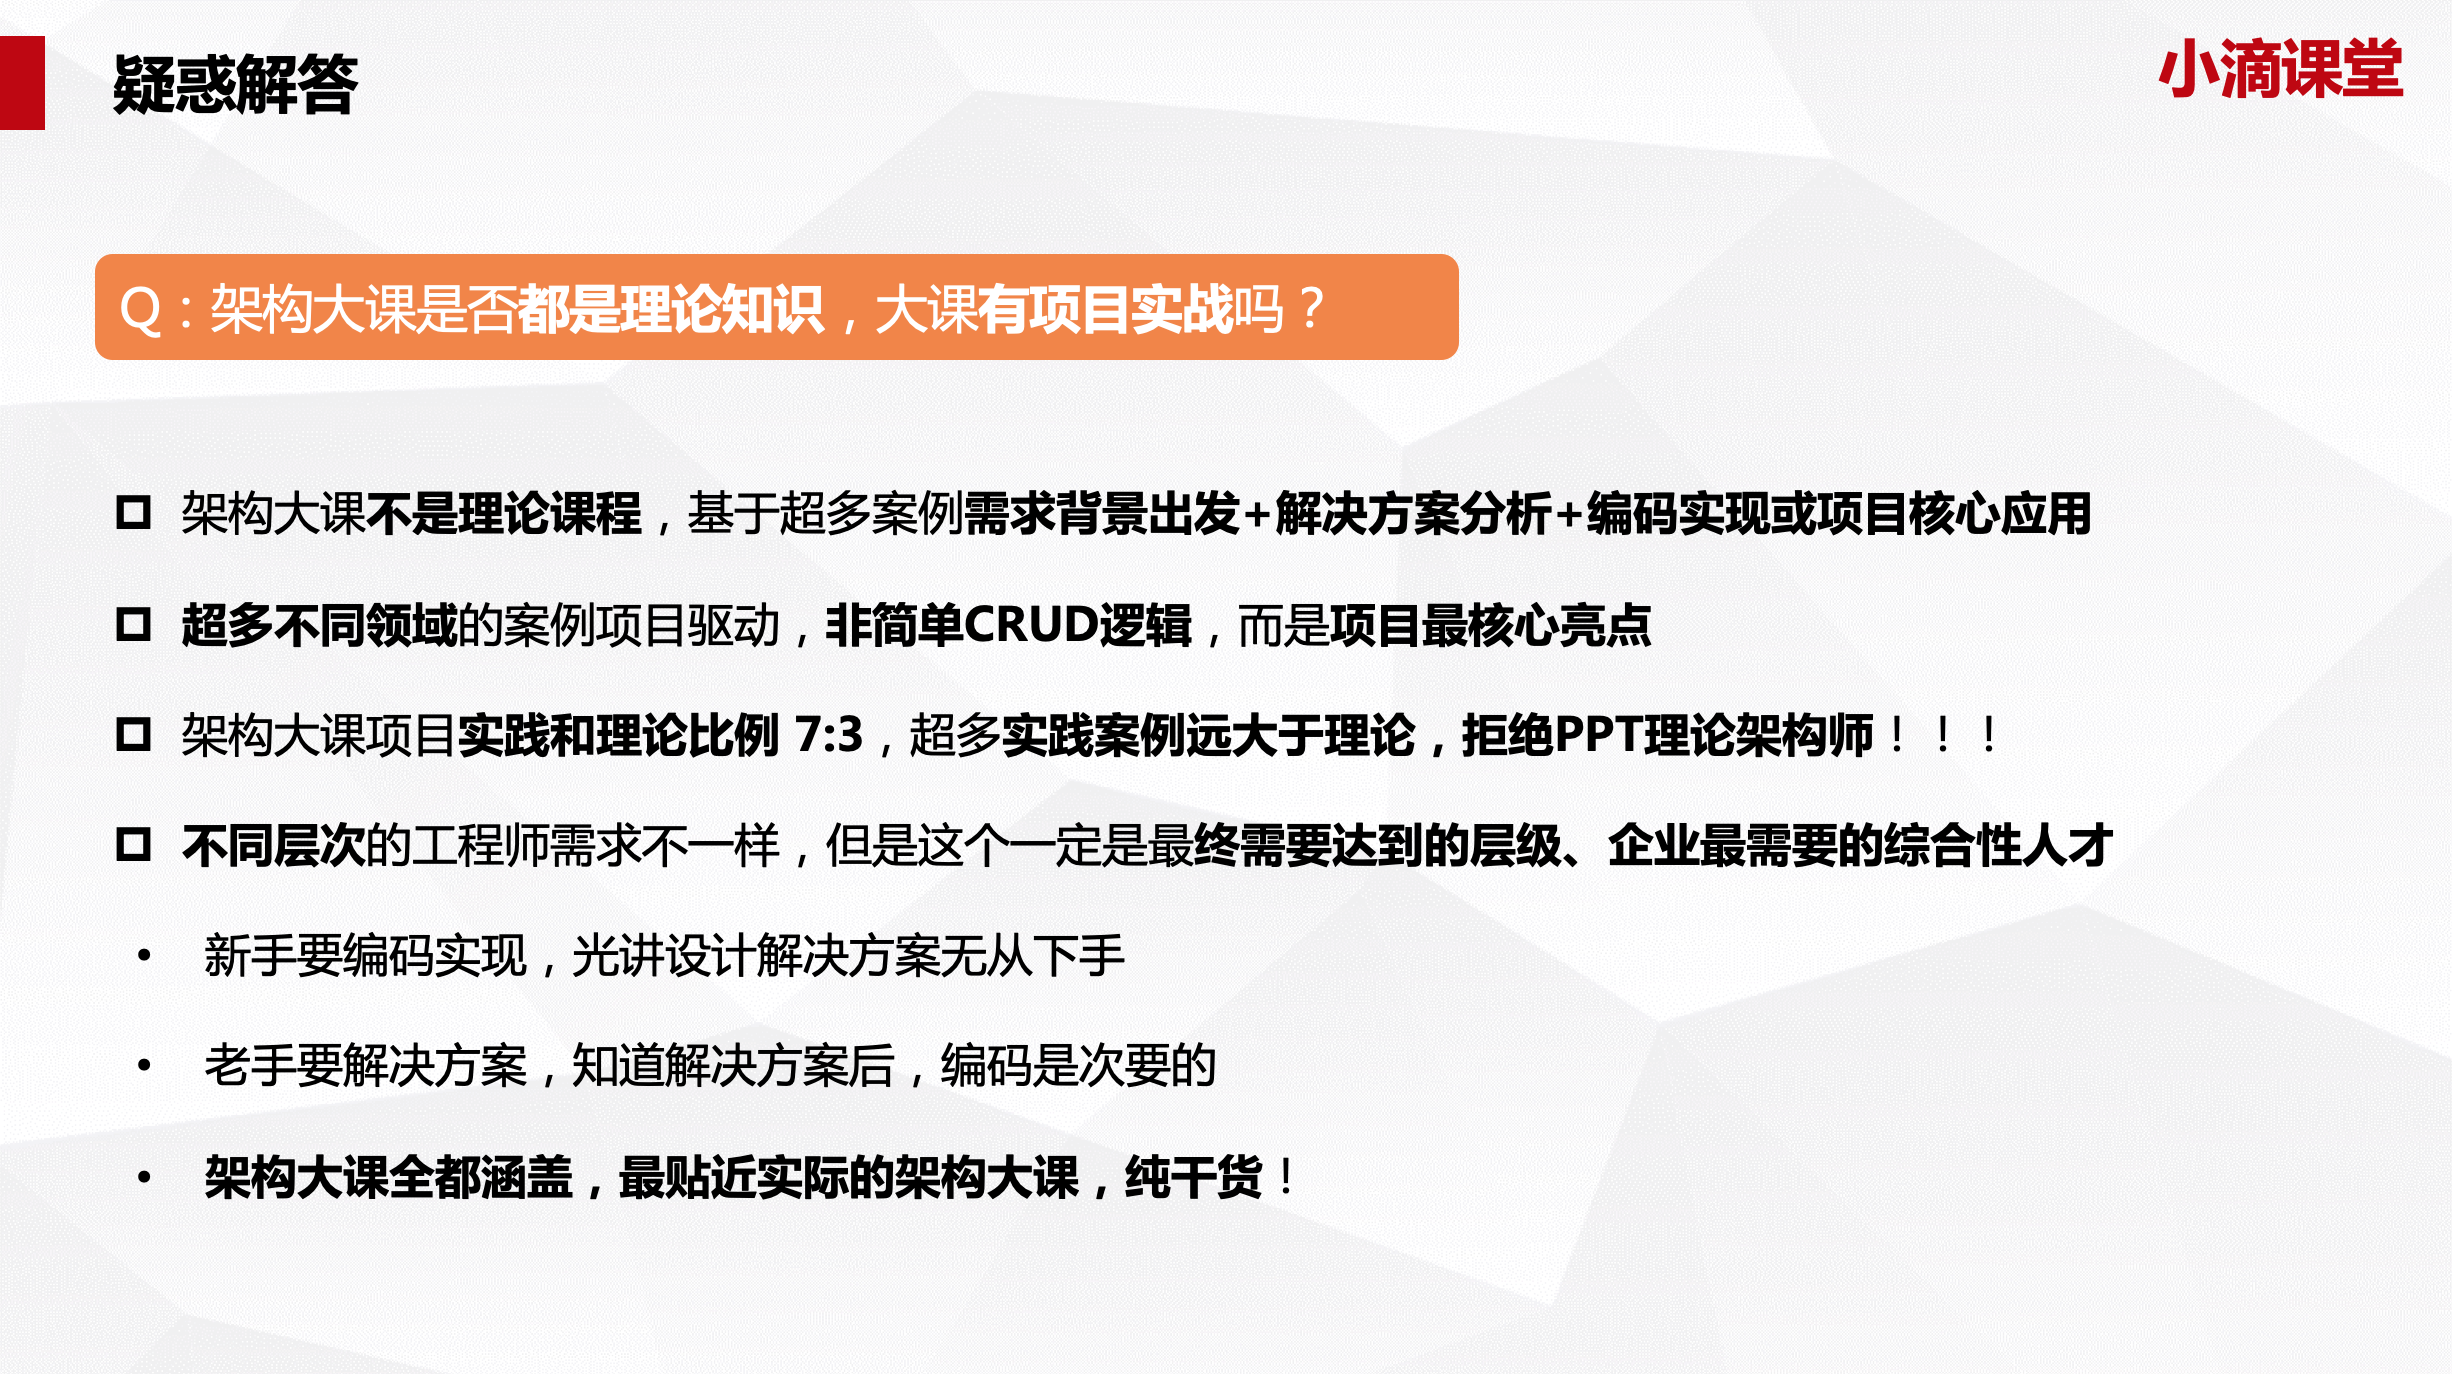 疑惑解答
小滴课堂
Q：架构大课是否都是理论知识，大课有项目实战吗？
架构大课不是理论课程，基于超多案例需求背景出发+解决方案分析+编码实现或项目核心应用
超多不同领域的案例项目驱动，非简单CRUD逻辑，而是项目最核心亮点
架构大课项目实践和理论比例 7:3，超多实践案例远大于理论，拒绝PPT理论架构师！！！
不同层次的工程师需求不一样，但是这个一定是最终需要达到的层级、企业最需要的综合性人才
• 新手要编码实现，光讲设计解决方案无从下手
• 老手要解决方案，知道解决方案后，编码是次要的
• 架构大课全都涵盖，最贴近实际的架构大课，纯干货！